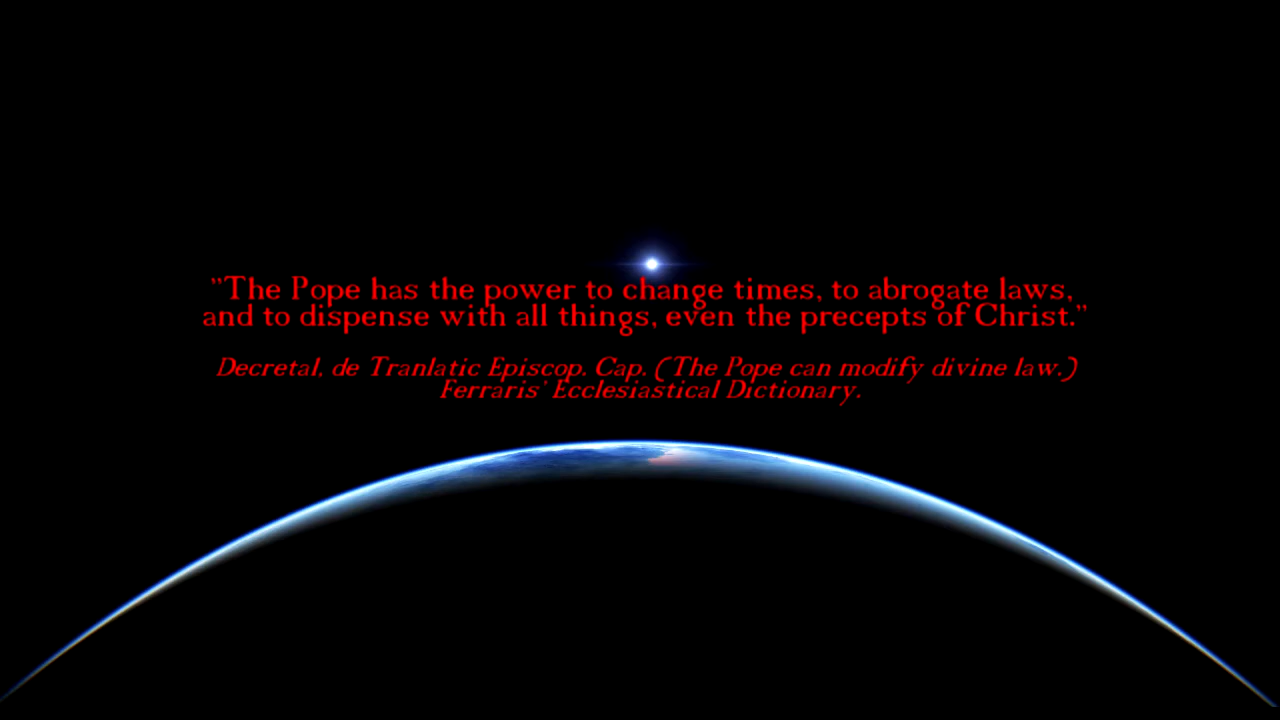 "The Pope has the power to change times, to abrogate laws,
and to dispense with all things, even the precepts of Christ."
Decretal, de Tranlatic Episcop. Cap. (The Pope can modify divine law.)
Ferraris' Ecclesiastical Dictionary.